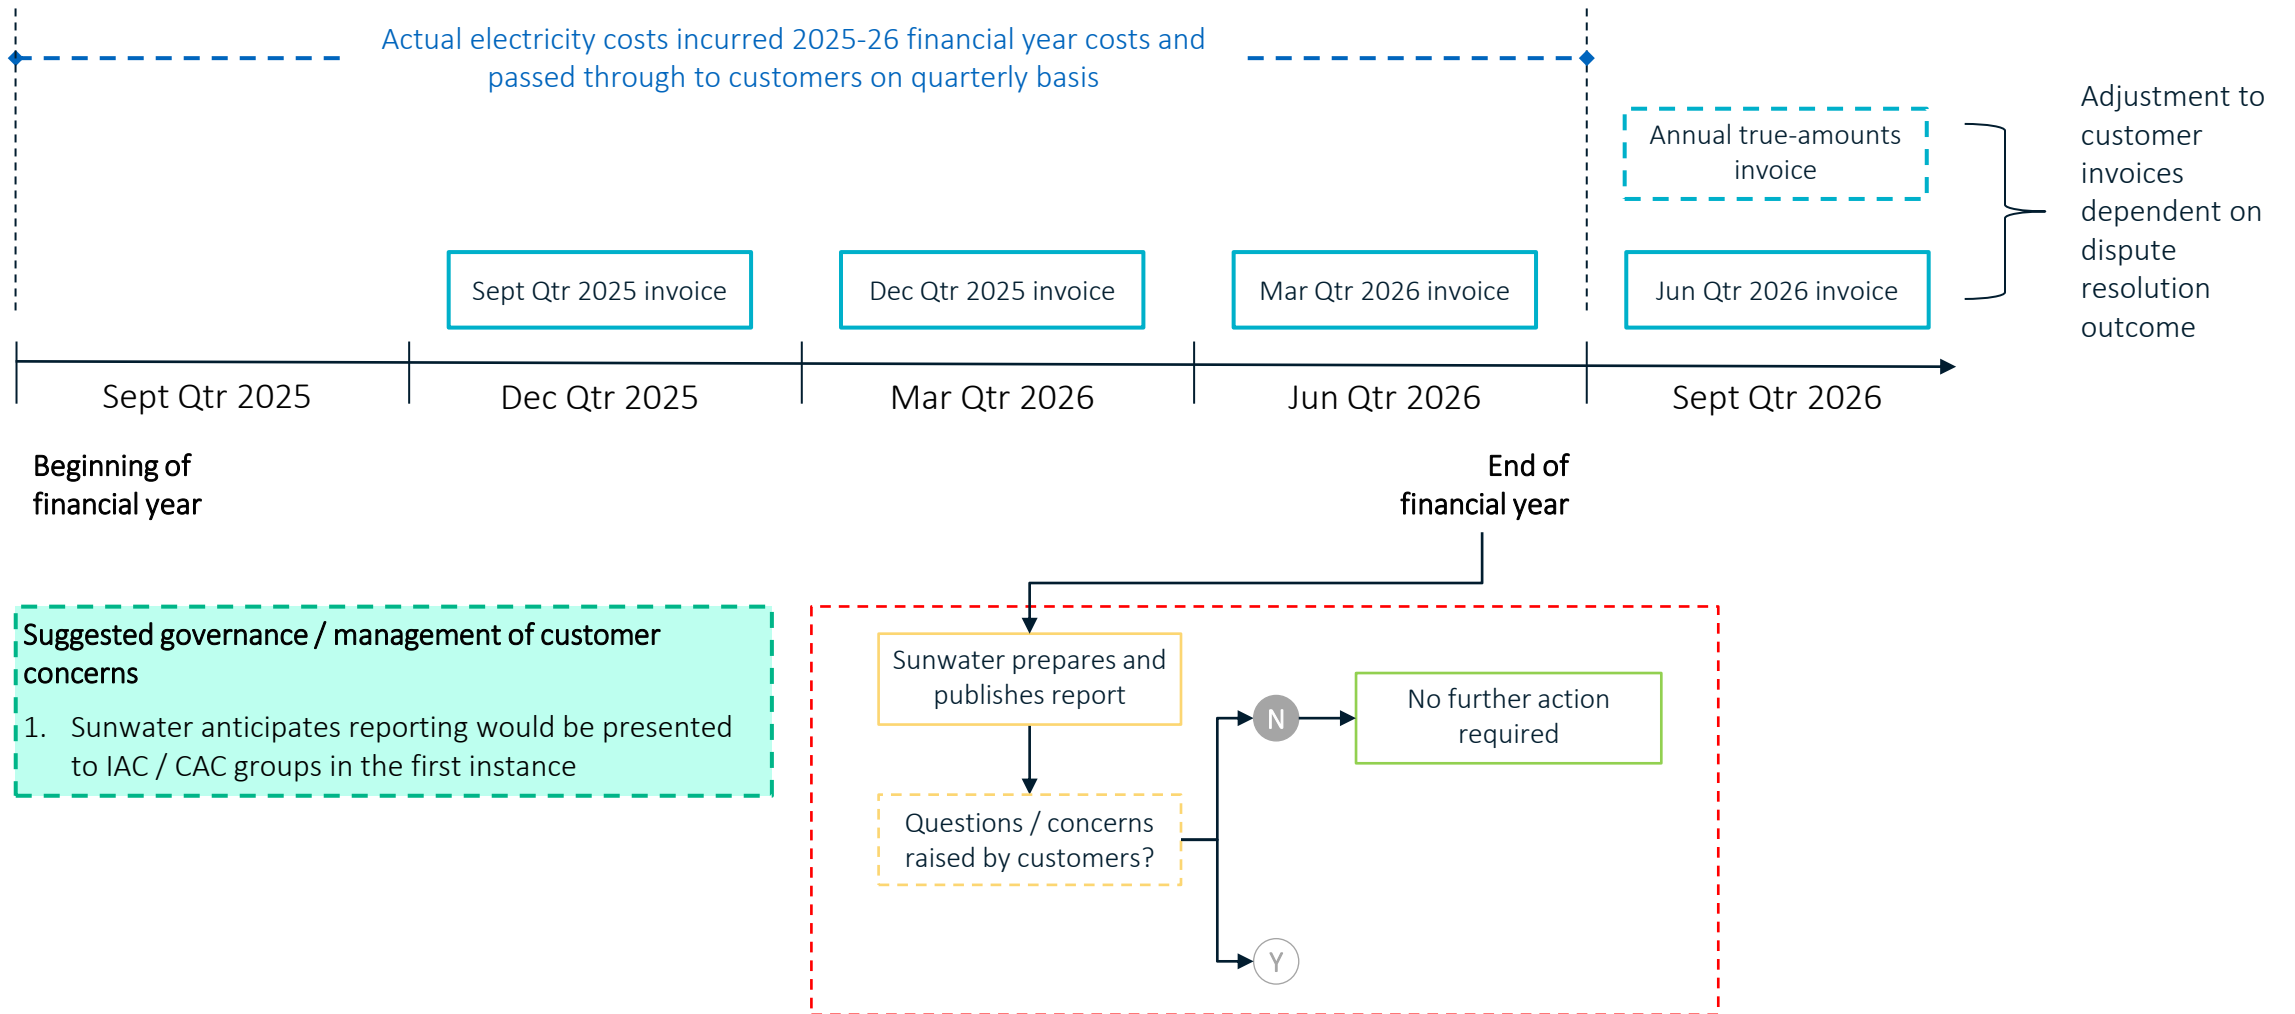 Actual electricity costs incurred 2025-26 financial year costs and
passed through to customers on quarterly basis
Annual true-amounts
invoice
Adjustment to
customer
invoices
dependent on
dispute
resolution
outcome
Sept Qtr 2025 invoice
Dec Qtr 2025 invoice
Mar Qtr 2026 invoice
Jun Qtr 2026 invoice
Sept Qtr 2025
Dec Qtr 2025
Mar Qtr 2026
Jun Qtr 2026
Sept Qtr 2026
Beginning of
financial year
End of
financial year
Suggested governance / management of customer
concerns
1. Sunwater anticipates reporting would be presented
to IAC / CAC groups in the first instance
Sunwater prepares and
publishes report
N
No further action
required
Questions / concerns
raised by customers?
Y